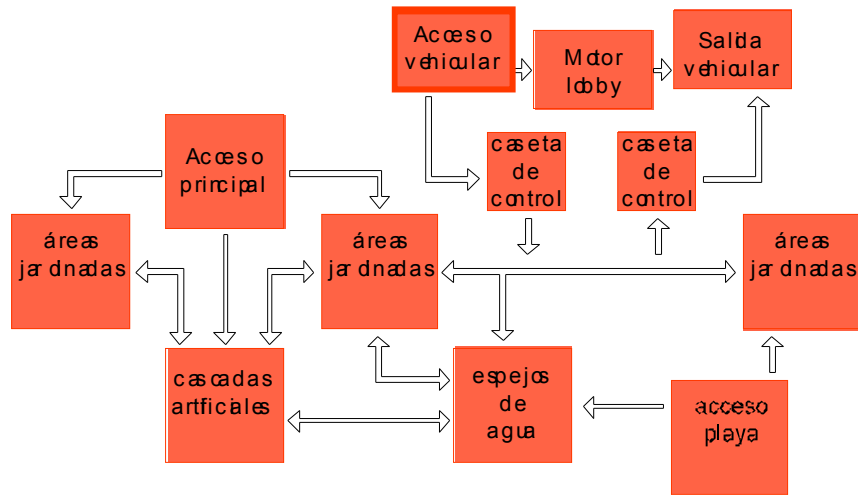 Acceso
vehicular
Motor
lobby
Salida
vehicular
Acceso
principal
caseta
de
control
caseta
de
control
áreas
jardinadas
áreas
jardinadas
áreas
jardinadas
cascadas
artificiales
espejos
de
agua
acceso
playa